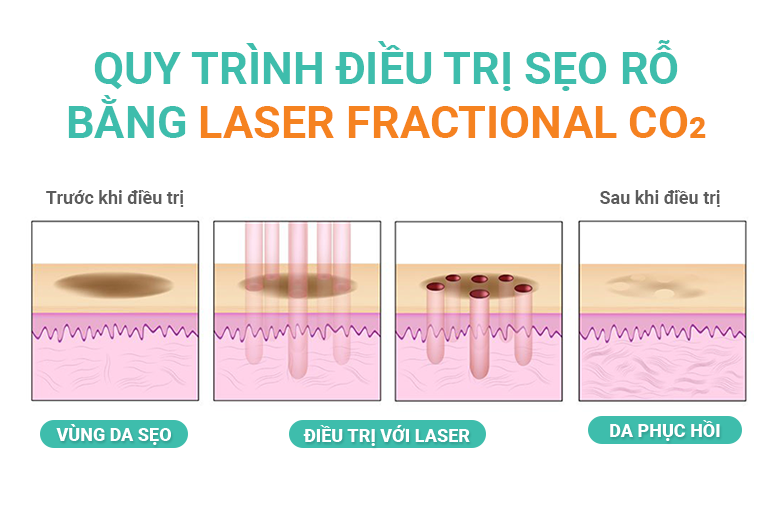 QUY TRÌNH ĐIỀU TRỊ SẸO RỖ
BẰNG LASER FRACTIONAL CO2
Trước khi điều trị
Sau khi điều trị
VÙNG DA SẸO
ĐIỀU TRỊ VỚI LASER
DA PHỤC HỒI